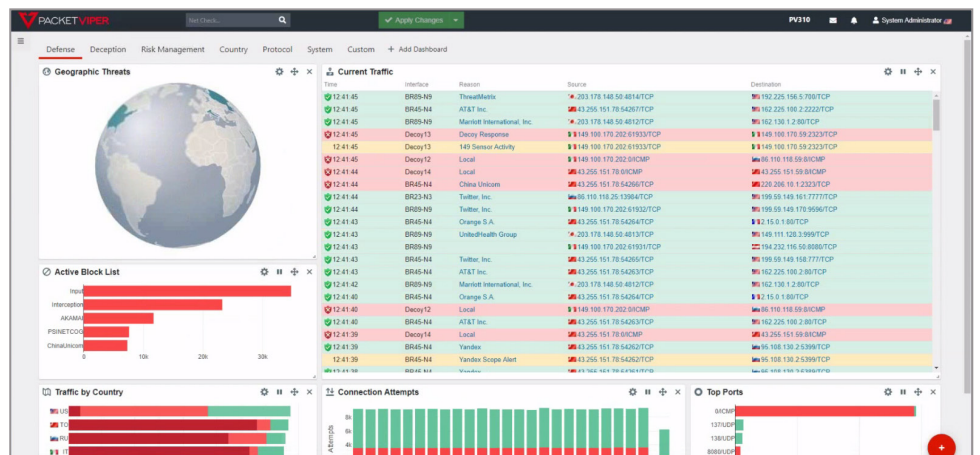 PACKETVIPER
Net Check...
Apply Changes
PV310
System Administrator
Defense Deception Risk Management Country Protocol System Custom + Add Dashboard
Geographic Threats
Current Traffic
Time Interface Reason Source Destination
12:41:45 BR89-N9 ThreatMetrix 203.178.148.50:4814/TCP 192.225.156.5:700/TCP
12:41:45 BR45-N4 AT&T Inc. 43.255.151.78:54267/TCP 162.225.100.2:2222/TCP
12:41:45 BR89-N9 Marriott International, Inc. 203.178.148.50:4812/TCP 162.130.1.2:80/TCP
12:41:45 Decoy13 Decoy Response 149.100.170.202:61933/TCP 149.100.170.59:2323/TCP
12:41:45 Decoy13 149 Sensor Activity 149.100.170.202:61933/TCP 149.100.170.59:2323/TCP
12:41:45 Decoy12 Local 149.100.170.202:0/ICMP 86.110.118.59:8/ICMP
12:41:44 Decoy14 Local 43.255.151.78:0/ICMP 43.255.151.59:8/ICMP
12:41:44 BR45-N4 China Unicom 43.255.151.78:54266/TCP 220.206.10.1:2323/TCP
12:41:44 BR23-N3 Twitter, Inc. 86.110.118.25:13984/TCP 199.59.149.161:7777/TCP
12:41:44 BR89-N9 Twitter, Inc. 149.100.170.202:61932/TCP 199.59.149.170:9596/TCP
12:41:43 BR45-N4 Orange S.A. 43.255.151.78:54264/TCP 2.15.0.1:80/TCP
12:41:43 BR89-N9 UnitedHealth Group 203.178.148.50:4813/TCP 149.111.128.3:999/TCP
12:41:43 BR89-N9 149.100.170.202:61931/TCP 194.232.116.50:8080/TCP
12:41:43 BR45-N4 Twitter, Inc. 43.255.151.78:54265/TCP 199.59.149.158:777/TCP
12:41:43 BR45-N4 AT&T Inc. 43.255.151.78:54263/TCP 162.225.100.2:80/TCP
12:41:42 BR89-N9 Marriott International, Inc. 203.178.148.50:4812/TCP 162.130.1.2:80/TCP
12:41:40 BR45-N4 Orange S.A. 43.255.151.78:54264/TCP 2.15.0.1:80/TCP
12:41:40 Decoy12 Local 149.100.170.202:0/ICMP 86.110.118.59:8/ICMP
12:41:40 BR45-N4 AT&T Inc. 43.255.151.78:54263/TCP 162.225.100.2:80/TCP
12:41:39 Decoy14 Local 43.255.151.78:0/ICMP 43.255.151.59:8/ICMP
12:41:39 BR45-N4 Yandex 43.255.151.78:54262/TCP 95.108.130.2:5399/TCP
12:41:39 BR45-N4 Yandex Scope Alert 43.255.151.78:54262/TCP 95.108.130.2:5399/TCP
Active Block List
Input
Interception
AKAMAI
PSINETCOG
ChinaUnicom
0 10k 20k 30k
Traffic by Country
US
TO
RU
IT
Connection Attempts
Attempts
5k
6k
4k
Top Ports
0/ICMP
137/UDP
138/UDP
8080/UDP
+